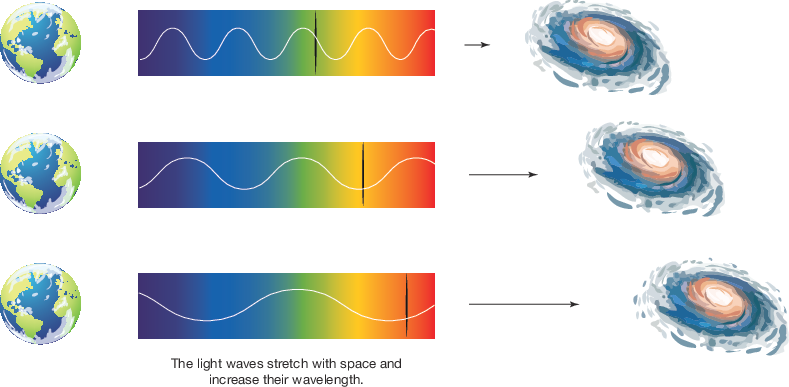 The light waves stretch with space and
increase their wavelength.